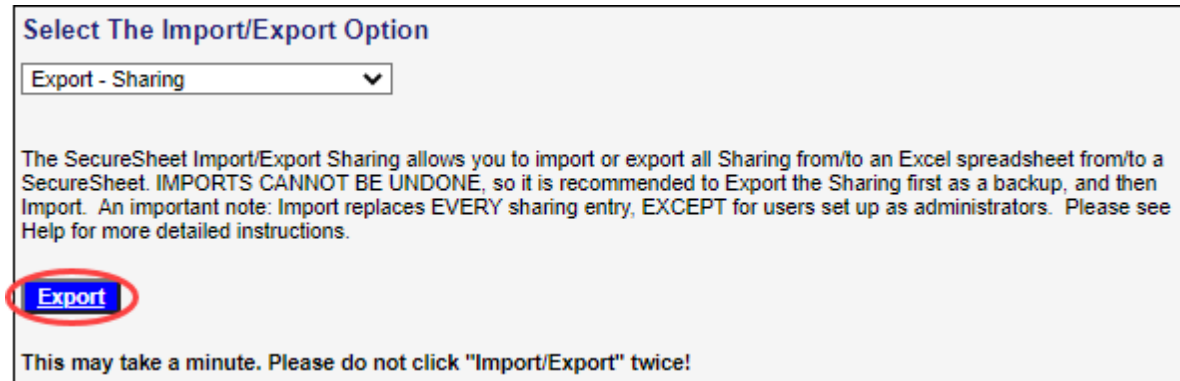 Select The Import/Export Option
Export - Sharing
The SecureSheet Import/Export Sharing allows you to import or export all Sharing from/to an Excel spreadsheet from/to a
SecureSheet. IMPORTS CANNOT BE UNDONE, so it is recommended to Export the Sharing first as a backup, and then
Import.  An important note: Import replaces EVERY sharing entry, EXCEPT for users set up as administrators.  Please see
Help for more detailed instructions.
Export
This may take a minute. Please do not click "Import/Export" twice!